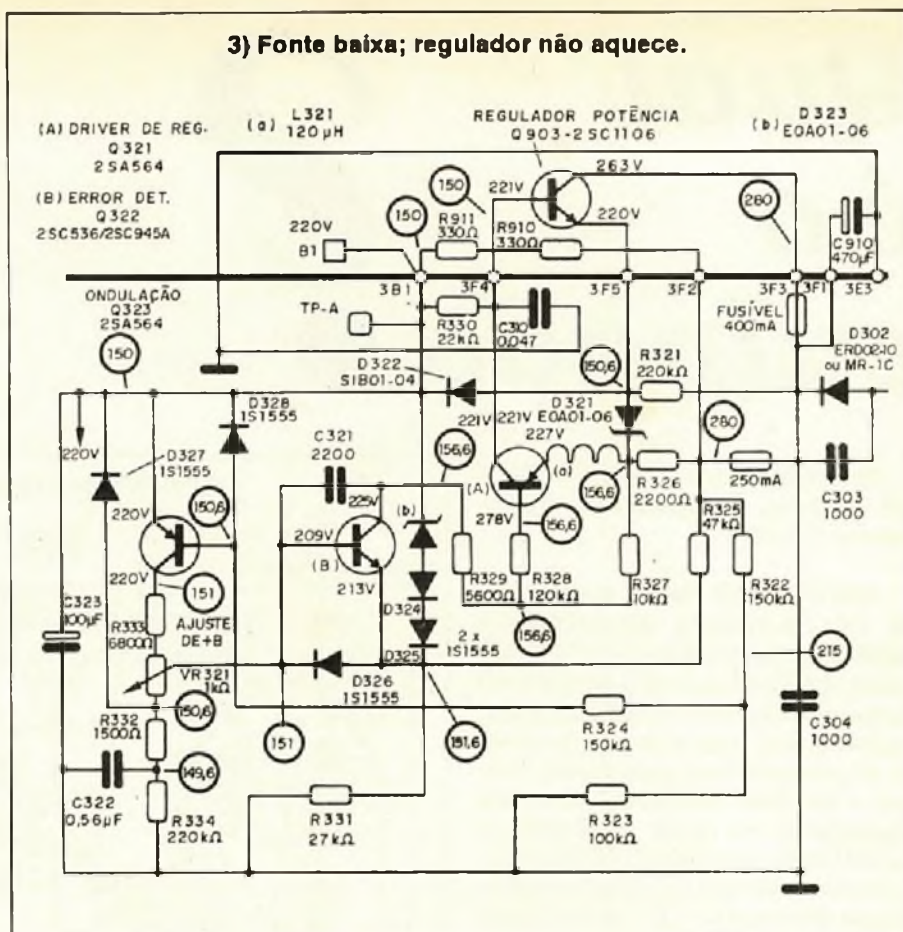 3) Fonte baixa; regulador não aquece.
(A) DRIVER DE REG.
Q321
2SA564
(B) ERROR DET.
Q322
2SC536/2SC945A
(a) L321
120 µH
REGULADOR POTÊNCIA
Q903-2SC1106
(b) D323
E0A01-06
263V
221V
220V
150
150
280
C910
470µF
220V
B1
R911
330Ω
R910
330Ω
3B1
3F4
3F5
3F2
3F3
3F1
3E3
ONDULAÇÃO
Q323
2SA564
TP-A
R330
22kΩ
C310
0,047
FUSÍVEL
400mA
D302
ERD02-10
ou MR-1C
150
D322
SIB01-04
150,6
R321
220kΩ
D328
1S1555
221V
D321
221V E0A01-06
227V
280
220V
D327
1S1555
C321
2200
156,6
(a)
(A)
156,6
R326
2200Ω
250mA
C303
1000
220V
150,6
225V
209V
(B)
213V
(b)
278V
156,6
R325
47kΩ
220V
151
R329
5600Ω
R328
120kΩ
R327
10kΩ
R322
150kΩ
C323
100µF
R333
6800Ω
AJUSTE
DE+B
D324
156,6
VR321
1kΩ
D326
1S1555
D325
2 x
1S1555
215
R332
1500Ω
150,6
151
151,6
R324
150kΩ
C304
1000
149,6
C322
0,56µF
R334
220kΩ
R331
27kΩ
R323
100kΩ